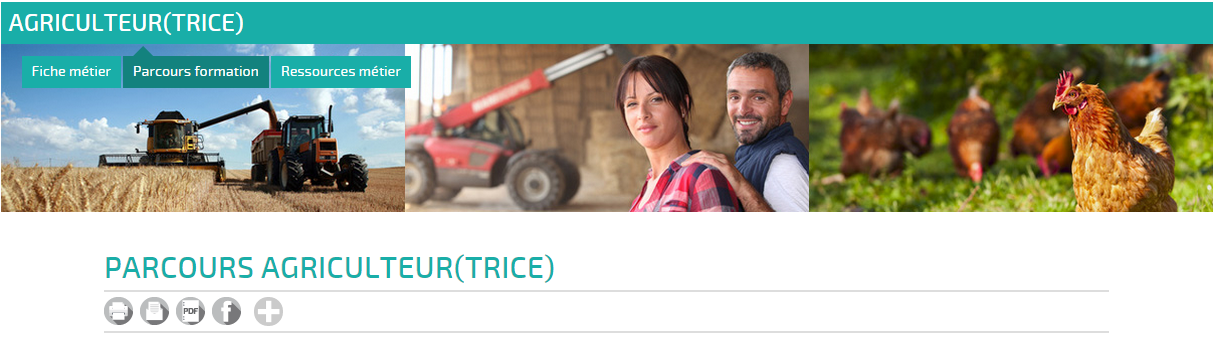 AGRICULTEUR(TRICE)
Fiche métier Parcours formation Ressources métier
PARCOURS AGRICULTEUR(TRICE)
PDF f